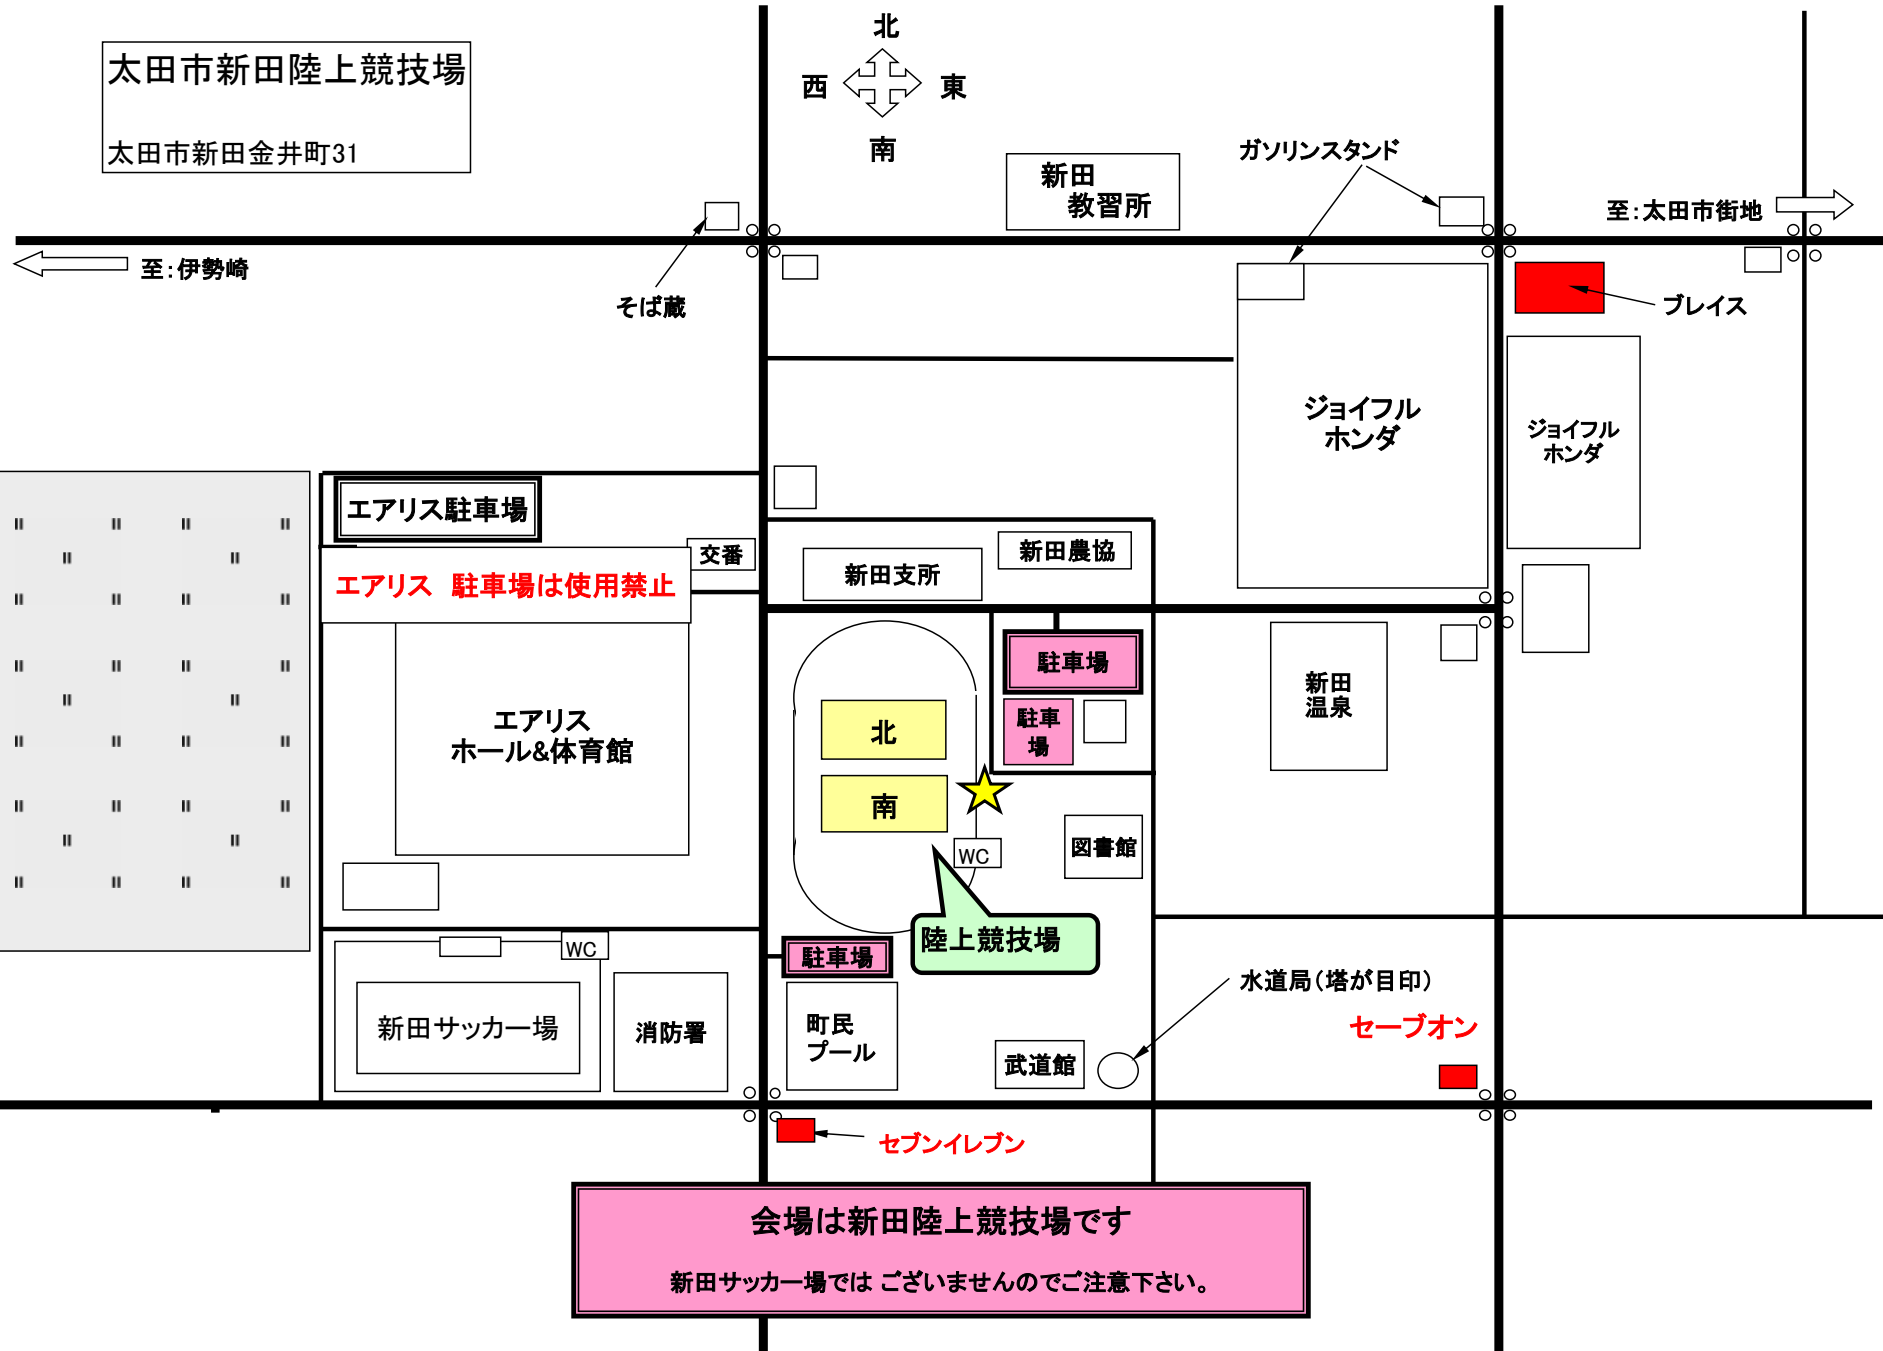 太田市新田陸上競技場
太田市新田金井町31
北
西
東
南
新田
教習所
ガソリンスタンド
至:太田市街地
至:伊勢崎
そば蔵
ブレイス
ジョイフル
ホンダ
ジョイフル
ホンダ
エアリス駐車場
交番
エアリス 駐車場は使用禁止
新田支所
新田農協
駐車場
駐車
場
新田
温泉
エアリス
ホール&体育館
北
南
WC
図書館
陸上競技場
駐車場
WC
新田サッカー場
消防署
町民
プール
武道館
水道局(塔が目印)
セーブオン
セブンイレブン
会場は新田陸上競技場です
新田サッカー場では ございませんのでご注意下さい。